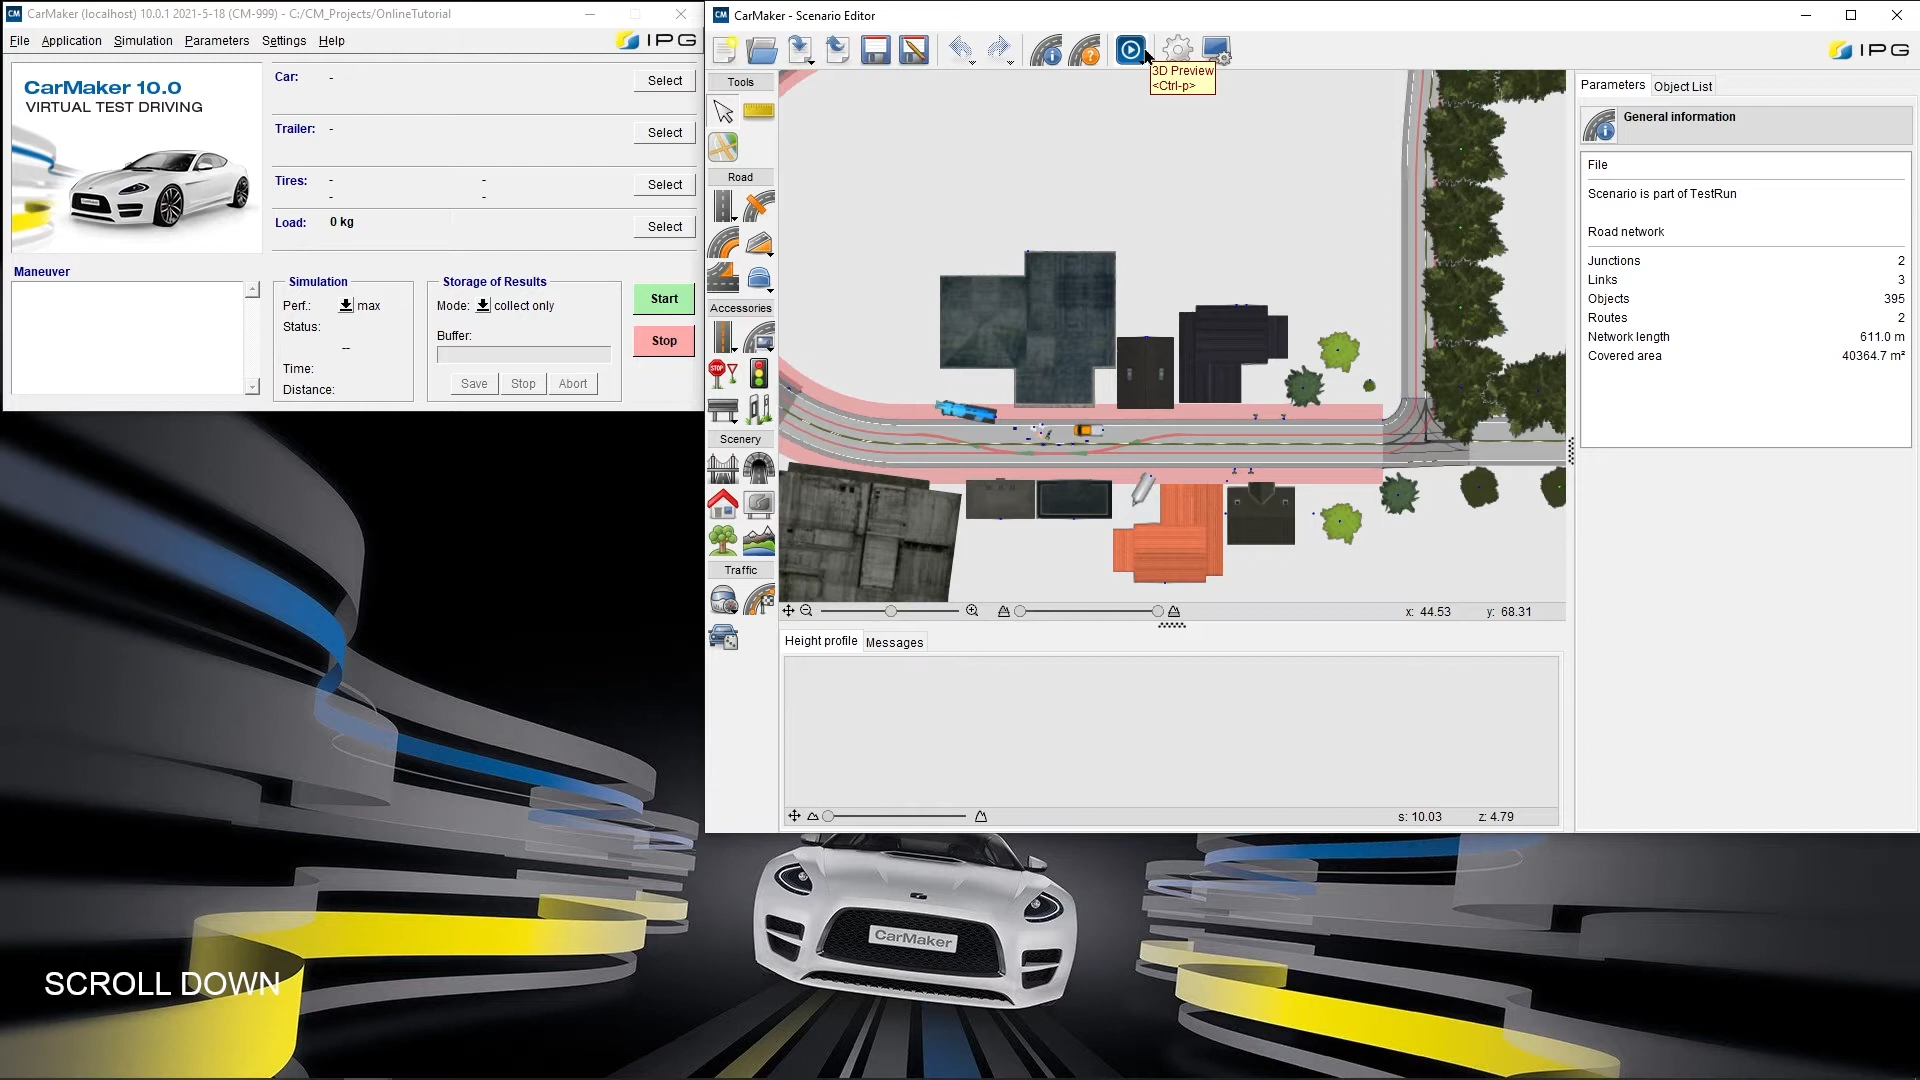 CM CarMaker (localhost) 10.0.1 2021-5-18 (CM-999) - C:/CM_Projects/OnlineTutorial
File Application Simulation Parameters Settings Help
IPG
CarMaker 10.0
VIRTUAL TEST DRIVING
Car: -
Select
Trailer: -
Select
Tires: - -
- -
Select
Load: 0 kg
Select
Maneuver
Simulation
Perf.: max
Status:
--
Time:
Distance:
Storage of Results
Mode: collect only
Buffer:
Save Stop Abort
Start
Stop
CM CarMaker - Scenario Editor
IPG
3D Preview
<Ctrl-p>
Tools
Road
Accessories
STOP
Scenery
Traffic
x: 44.53 y: 68.31
Height profile Messages
s: 10.03 z: 4.79
Parameters Object List
General information
File
Scenario is part of TestRun
Road network
Junctions 2
Links 3
Objects 395
Routes 2
Network length 611.0 m
Covered area 40364.7 m²
CarMaker
SCROLL DOWN